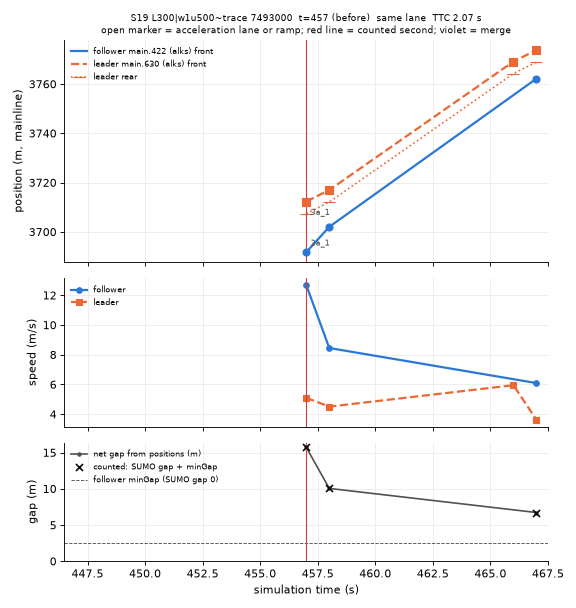 S19 L300|w1u500~trace 7493000  t=457 (before)  same lane  TTC 2.07 s
open marker = acceleration lane or ramp; red line = counted second; violet = merge
follower main.422 (alks) front
leader main.630 (alks) front
leader rear
position (m, mainline)
3760
3740
3720
3700
follower
leader
speed (m/s)
12
10
8
6
4
net gap from positions (m)
counted: SUMO gap + minGap
follower minGap (SUMO gap 0)
gap (m)
15
10
5
0
447.5 450.0 452.5 455.0 457.5 460.0 462.5 465.0 467.5
simulation time (s)